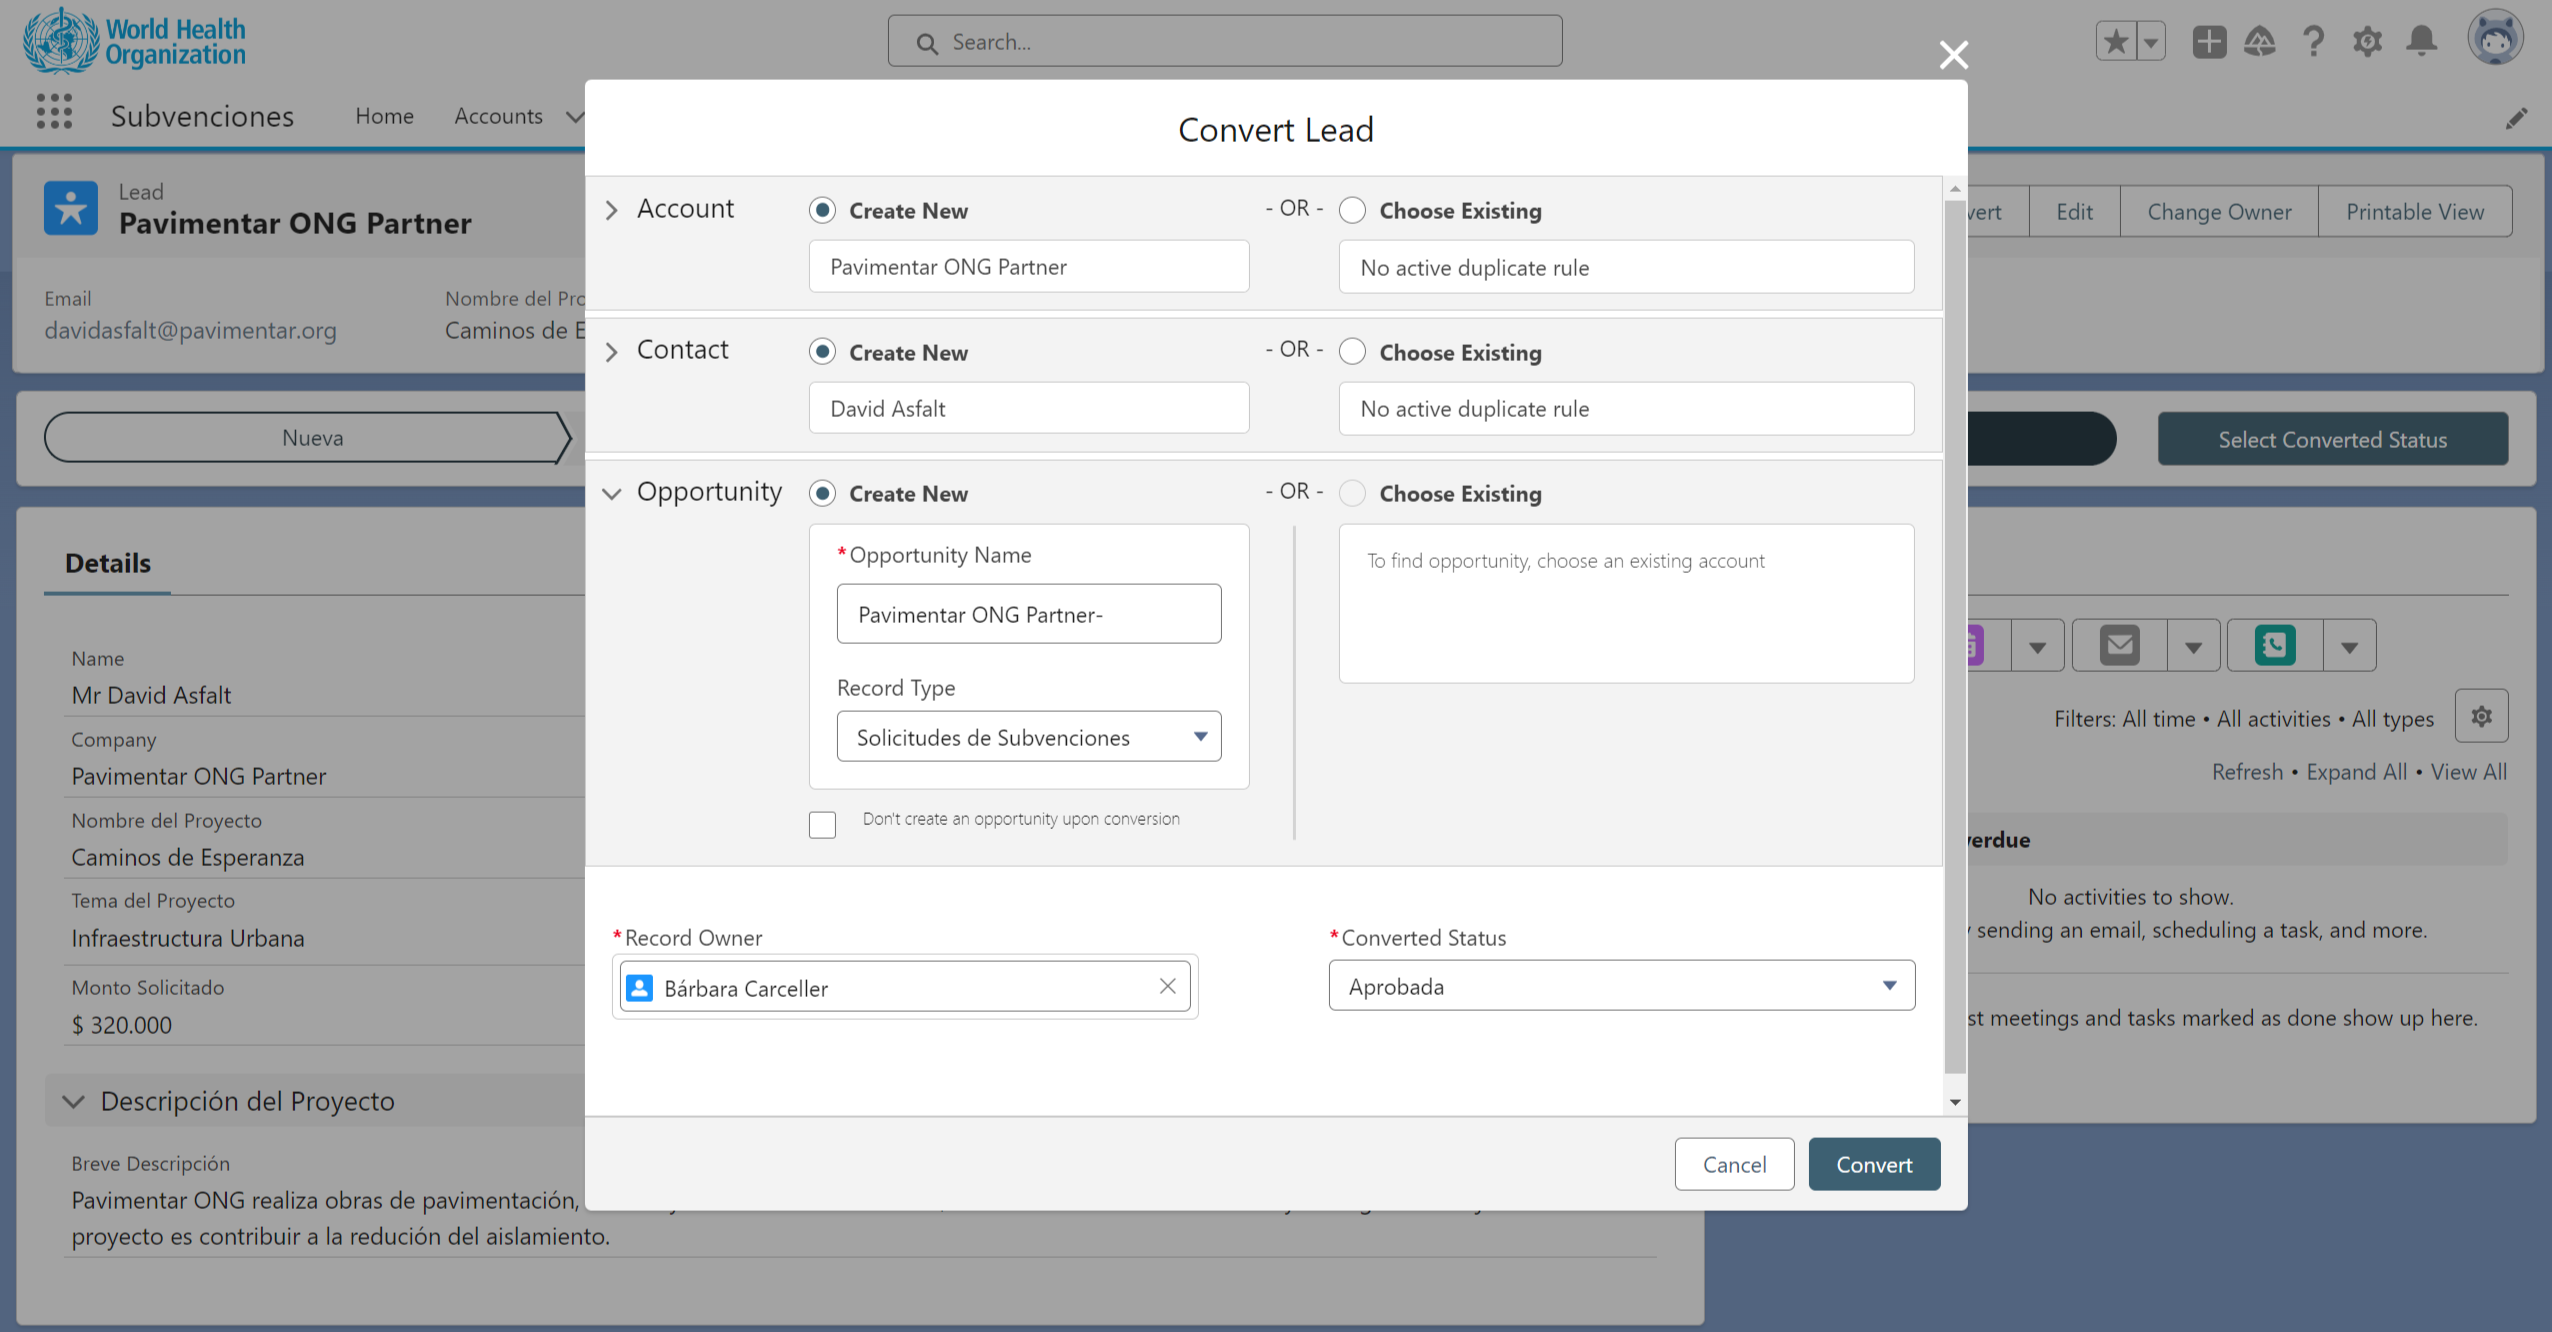 World Health
Organization
Search...
Subvenciones
Home
Accounts
Lead
Pavimentar ONG Partner
Edit
Change Owner
Printable View
Email
davidasfalt@pavimentar.org
Nombre del
Caminos de
Nueva
Select Converted Status
Details
Name
Mr David Asfalt
Company
Pavimentar ONG Partner
Nombre del Proyecto
Caminos de Esperanza
Tema del Proyecto
Infraestructura Urbana
Monto Solicitado
$ 320.000
Descripción del Proyecto
Breve Descripción
Pavimentar ONG realiza obras de pavimentación,
proyecto es contribuir a la redución del aislamiento.
Convert Lead
Account
Create New
- OR -
Choose Existing
Pavimentar ONG Partner
No active duplicate rule
Contact
Create New
- OR -
Choose Existing
David Asfalt
No active duplicate rule
Opportunity
Create New
- OR -
Choose Existing
*Opportunity Name
Pavimentar ONG Partner-
To find opportunity, choose an existing account
Record Type
Solicitudes de Subvenciones
Don't create an opportunity upon conversion
*Record Owner
Bárbara Carceller
*Converted Status
Aprobada
Cancel
Convert
Filters: All time • All activities • All types
Refresh • Expand All • View All
No activities to show.
sending an email, scheduling a task, and more.
meetings and tasks marked as done show up here.